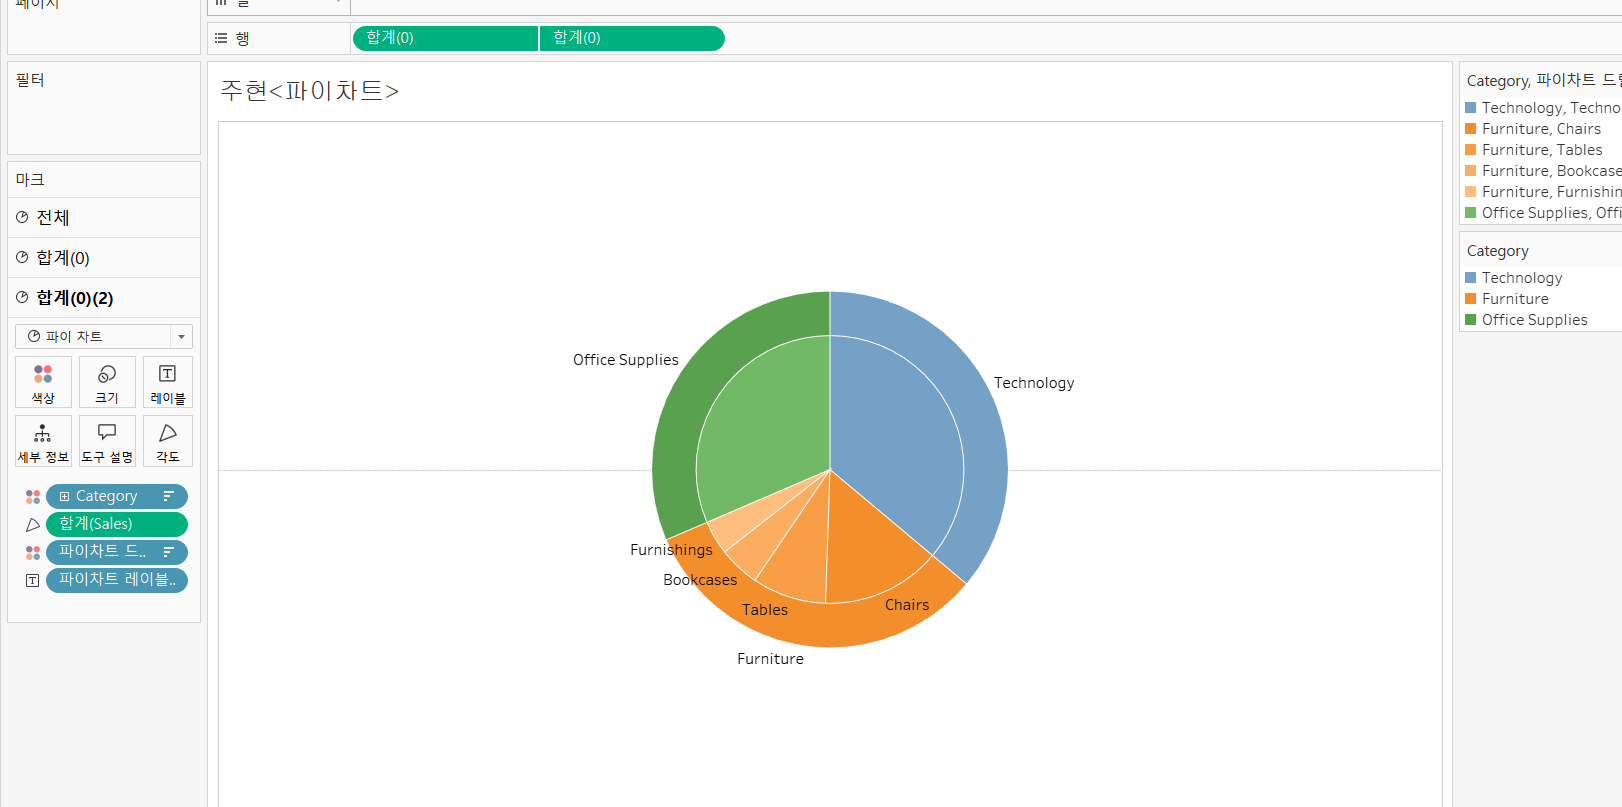 페이지
행
합계(0)
합계(0)
필터
마크
전체
합계(0)
합계(0)(2)
파이 차트
색상
크기
레이블
세부 정보
도구 설명
각도
Category
합계(Sales)
파이차트 드..
파이차트 레이블..
주현<파이차트>
Office Supplies
Technology
Furnishings
Bookcases
Tables
Chairs
Furniture
Category, 파이차트
Technology, Techno
Furniture, Chairs
Furniture, Tables
Furniture, Bookcase
Furniture, Furnishin
Office Supplies, Offi
Category
Technology
Furniture
Office Supplies